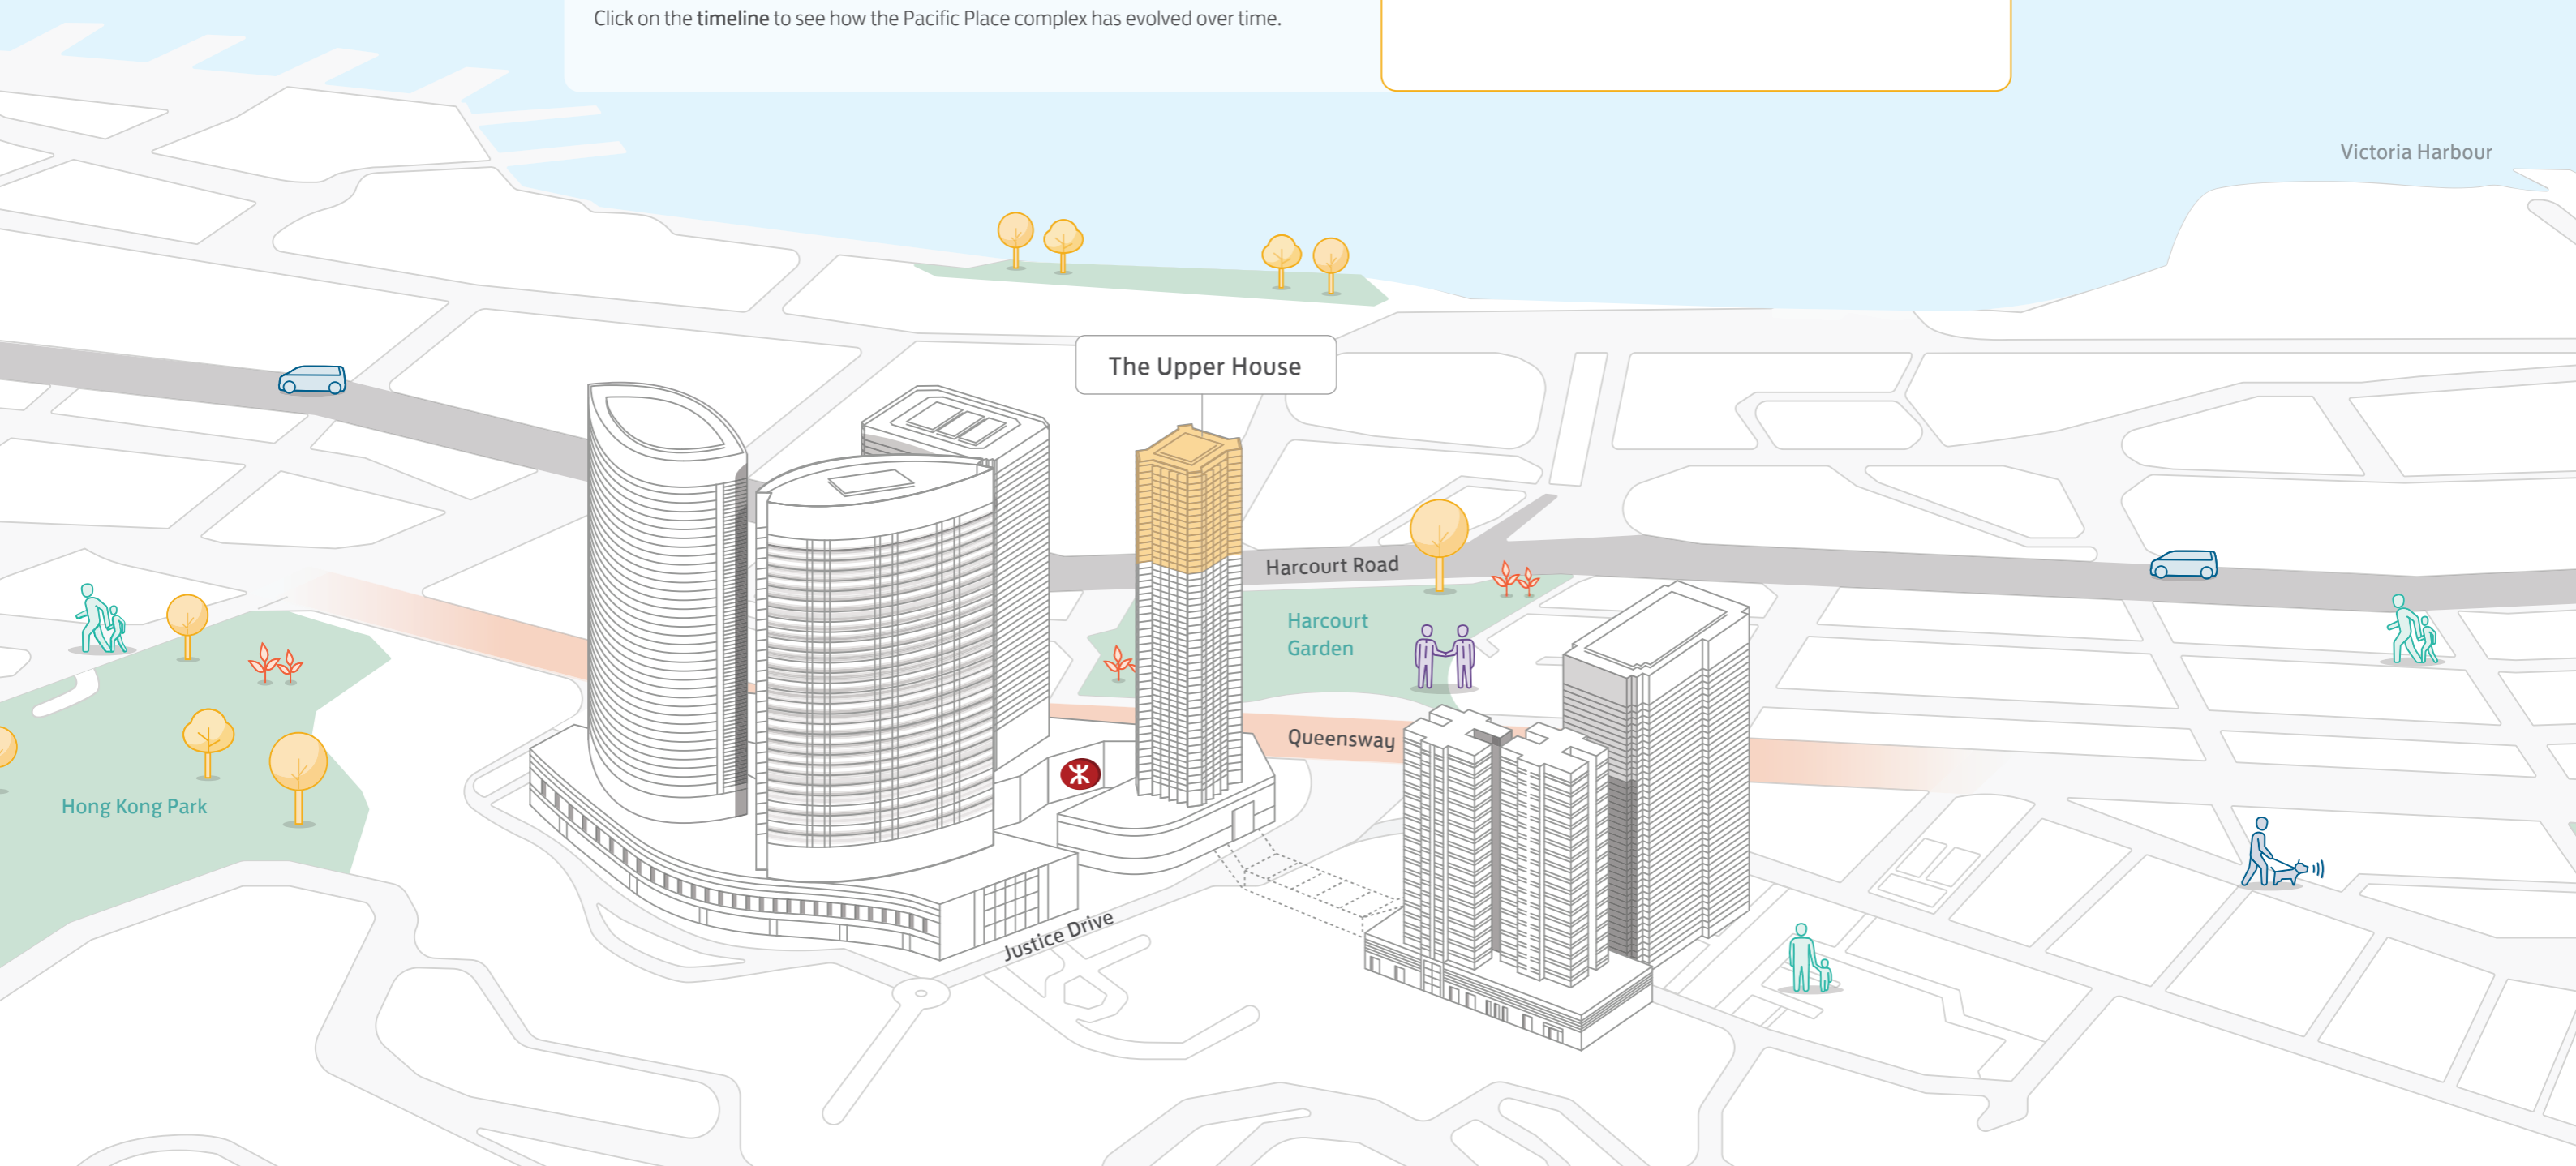 Click on the timeline to see how the Pacific Place complex has evolved over time.
Victoria Harbour
The Upper House
Harcourt Road
Harcourt
Garden
Queensway
Hong Kong Park
Justice Drive